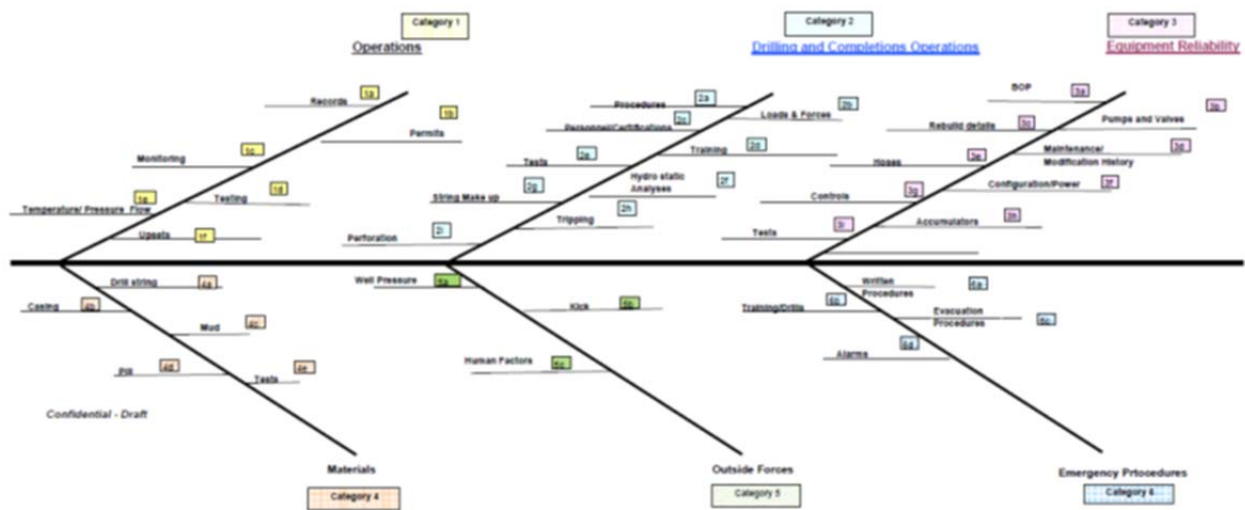 Category 1
Category 2
Category 3
Operations
Drilling and Completions Operations
Equipment Reliability
Records
1a
1b
Permits
Monitoring
1c
Testing
1d
Temperature/ Pressure Flow
1e
Upsets
1f
Procedures
2a
2b
Loads & Forces
Personnel/Certifications
2c
Training
2d
Tests
2e
Hydro static
Analyses
2f
String Make up
2g
Tripping
2h
Perforation
2i
BOP
3a
3b
Pumps and Valves
Rebuild details
3c
Maintenance/
Modification History
3d
Hoses
3e
Configuration/Power
3f
Controls
3g
Accumulators
3h
Tests
3i
Drill string
4a
Casing
4b
Mud
4c
Pill
4d
Tests
4e
Well Pressure
5a
Kick
5b
Human Factors
5c
Written
Procedures
6a
Training/Drills
6b
Evacuation
Procedures
6c
Alarms
6d
Confidential - Draft
Materials
Outside Forces
Emergency Prtocedures
Category 4
Category 5
Category 6